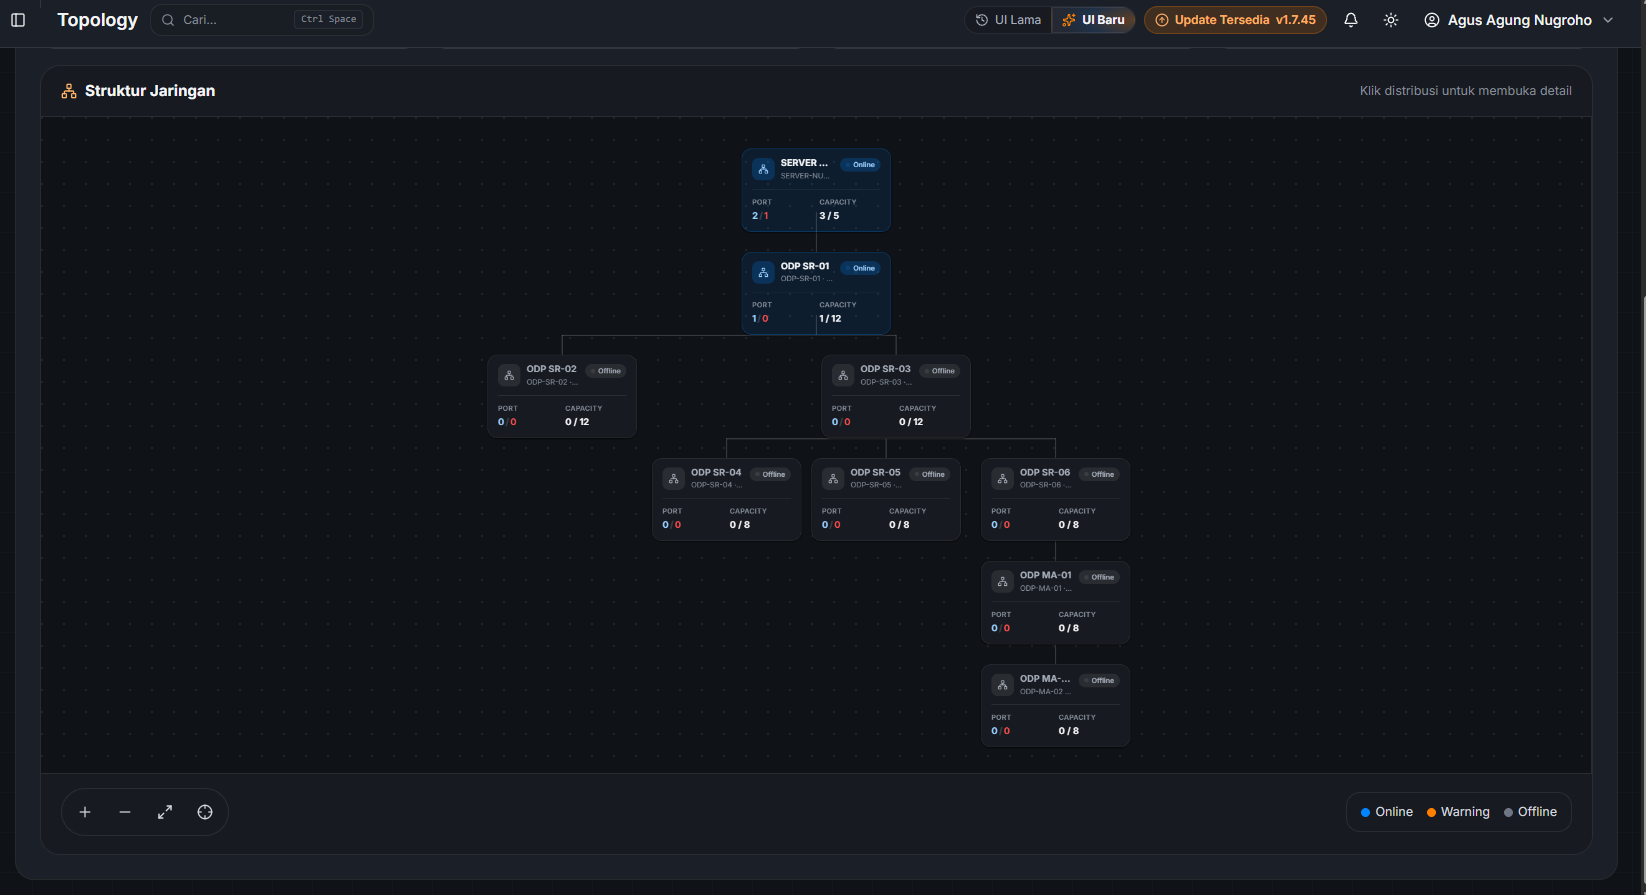 Topology
Cari...
Ctrl Space
UI Lama
UI Baru
Update Tersedia v1.7.45
Agus Agung Nugroho
Struktur Jaringan
Klik distribusi untuk membuka detail
SERVER ...
Online
SERVER-NU...
PORT CAPACITY
2/1 3 / 5
ODP SR-01
Online
ODP-SR-01 · ...
PORT CAPACITY
1/0 1 / 12
ODP SR-02
Offline
ODP-SR-02 ·...
PORT CAPACITY
0/0 0 / 12
ODP SR-03
Offline
ODP-SR-03 ·...
PORT CAPACITY
0/0 0 / 12
ODP SR-04
Offline
ODP-SR-04 ·...
PORT CAPACITY
0/0 0 / 8
ODP SR-05
Offline
ODP-SR-05 ·...
PORT CAPACITY
0/0 0 / 8
ODP SR-06
Offline
ODP-SR-06 ·...
PORT CAPACITY
0/0 0 / 8
ODP MA-01
Offline
ODP-MA-01 ·...
PORT CAPACITY
0/0 0 / 8
ODP MA-...
Offline
ODP-MA-02 ...
PORT CAPACITY
0/0 0 / 8
Online
Warning
Offline